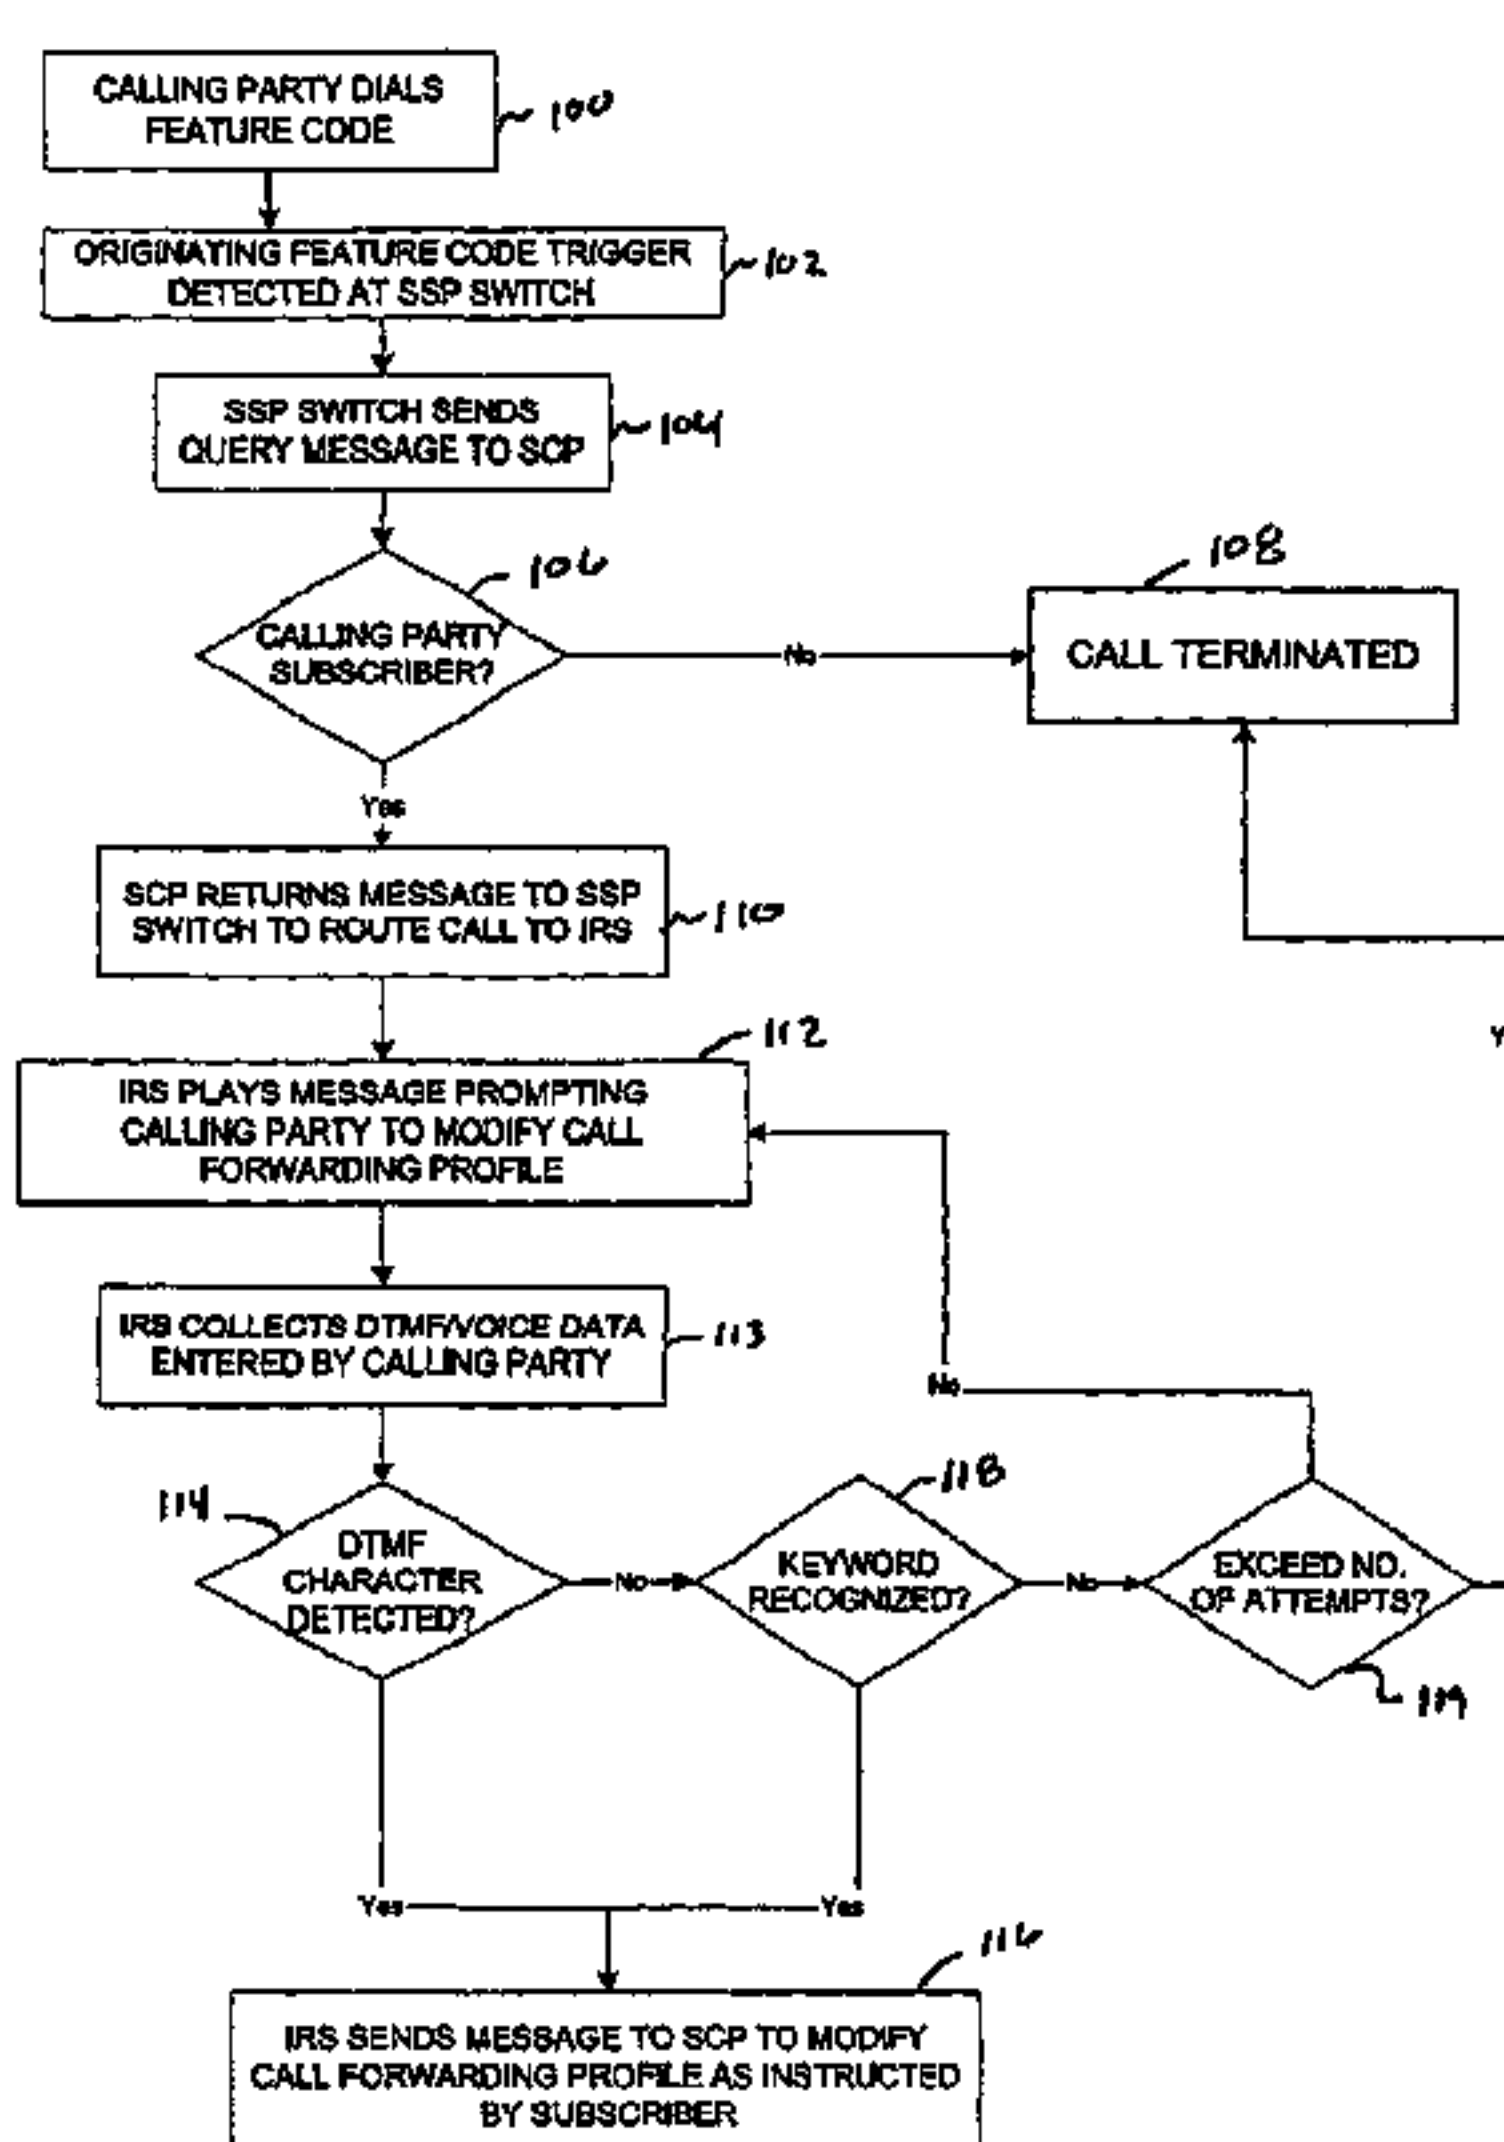 CALLING PARTY DIALS
FEATURE CODE
100
ORIGINATING FEATURE CODE TRIGGER
DETECTED AT SSP SWITCH
102
SSP SWITCH SENDS
QUERY MESSAGE TO SCP
104
106
CALLING PARTY
SUBSCRIBER?
No
108
CALL TERMINATED
Yes
SCP RETURNS MESSAGE TO SSP
SWITCH TO ROUTE CALL TO IRS
110
112
IRS PLAYS MESSAGE PROMPTING
CALLING PARTY TO MODIFY CALL
FORWARDING PROFILE
IRS COLLECTS DTMF/VOICE DATA
ENTERED BY CALLING PARTY
113
No
114
DTMF
CHARACTER
DETECTED?
No
118
KEYWORD
RECOGNIZED?
No
EXCEED NO.
OF ATTEMPTS?
119
Yes
Yes
116
IRS SENDS MESSAGE TO SCP TO MODIFY
CALL FORWARDING PROFILE AS INSTRUCTED
BY SUBSCRIBER